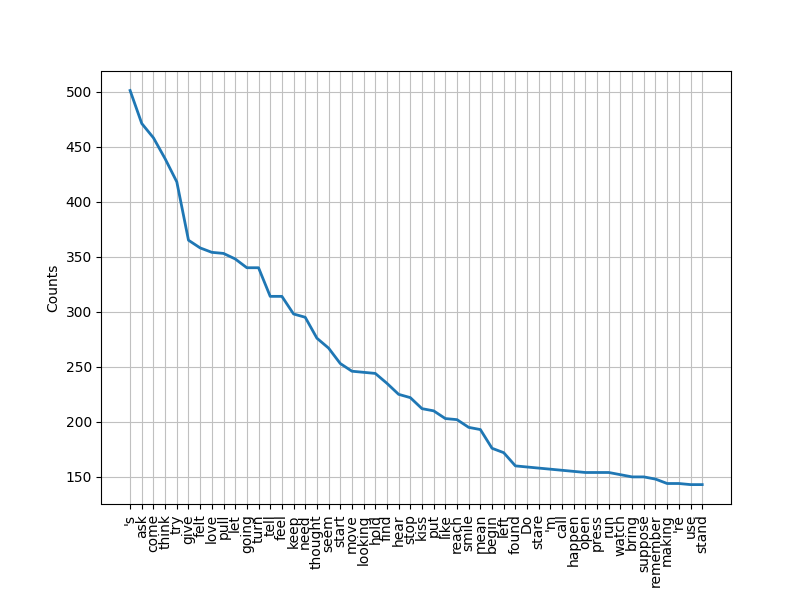 500
450
400
350
300
250
200
150
Counts
's
ask
come
think
try
give
felt
love
pull
let
going
turn
tell
feel
keep
need
thought
seem
start
move
looking
hold
find
hear
stop
kiss
put
like
reach
smile
mean
begin
left
found
Do
stare
'm
call
happen
open
press
run
watch
bring
suppose
remember
making
're
use
stand